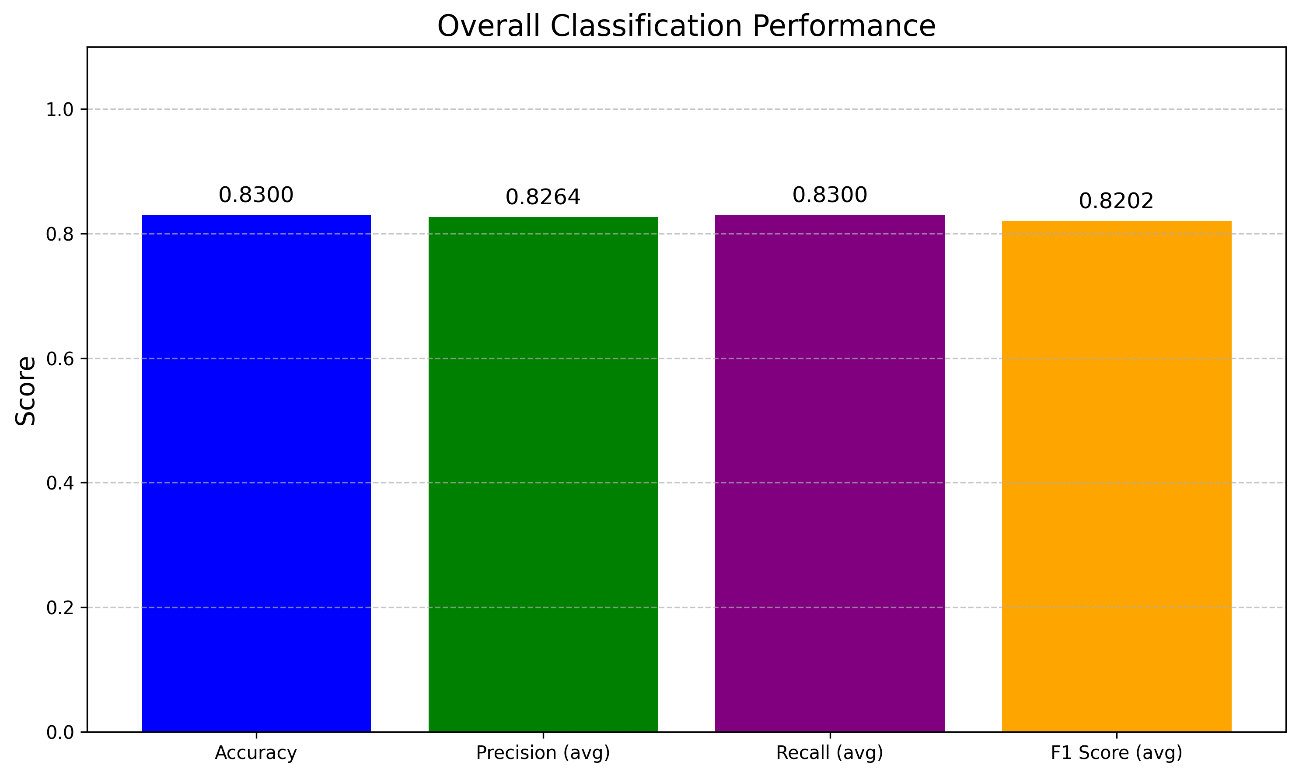 Overall Classification Performance
Score
1.0
0.8
0.6
0.4
0.2
0.0
0.8300
0.8264
0.8300
0.8202
Accuracy
Precision (avg)
Recall (avg)
F1 Score (avg)